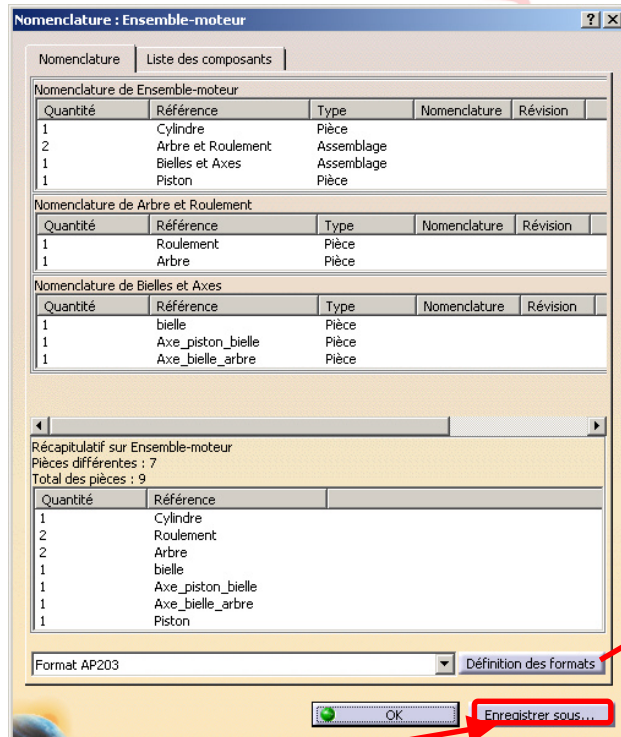 Nomenclature : Ensemble-moteur
Nomenclature Liste des composants
Nomenclature de Ensemble-moteur
Quantité Référence Type Nomenclature Révision
1 Cylindre Pièce
2 Arbre et Roulement Assemblage
1 Bielles et Axes Assemblage
1 Piston Pièce
Nomenclature de Arbre et Roulement
Quantité Référence Type Nomenclature Révision
1 Roulement Pièce
1 Arbre Pièce
Nomenclature de Bielles et Axes
Quantité Référence Type Nomenclature Révision
1 bielle Pièce
1 Axe_piston_bielle Pièce
1 Axe_bielle_arbre Pièce
Récapitulatif sur Ensemble-moteur
Pièces différentes : 7
Total des pièces : 9
Quantité Référence
1 Cylindre
2 Roulement
2 Arbre
1 bielle
1 Axe_piston_bielle
1 Axe_bielle_arbre
1 Piston
Format AP203 Définition des formats
OK Enregistrer sous...